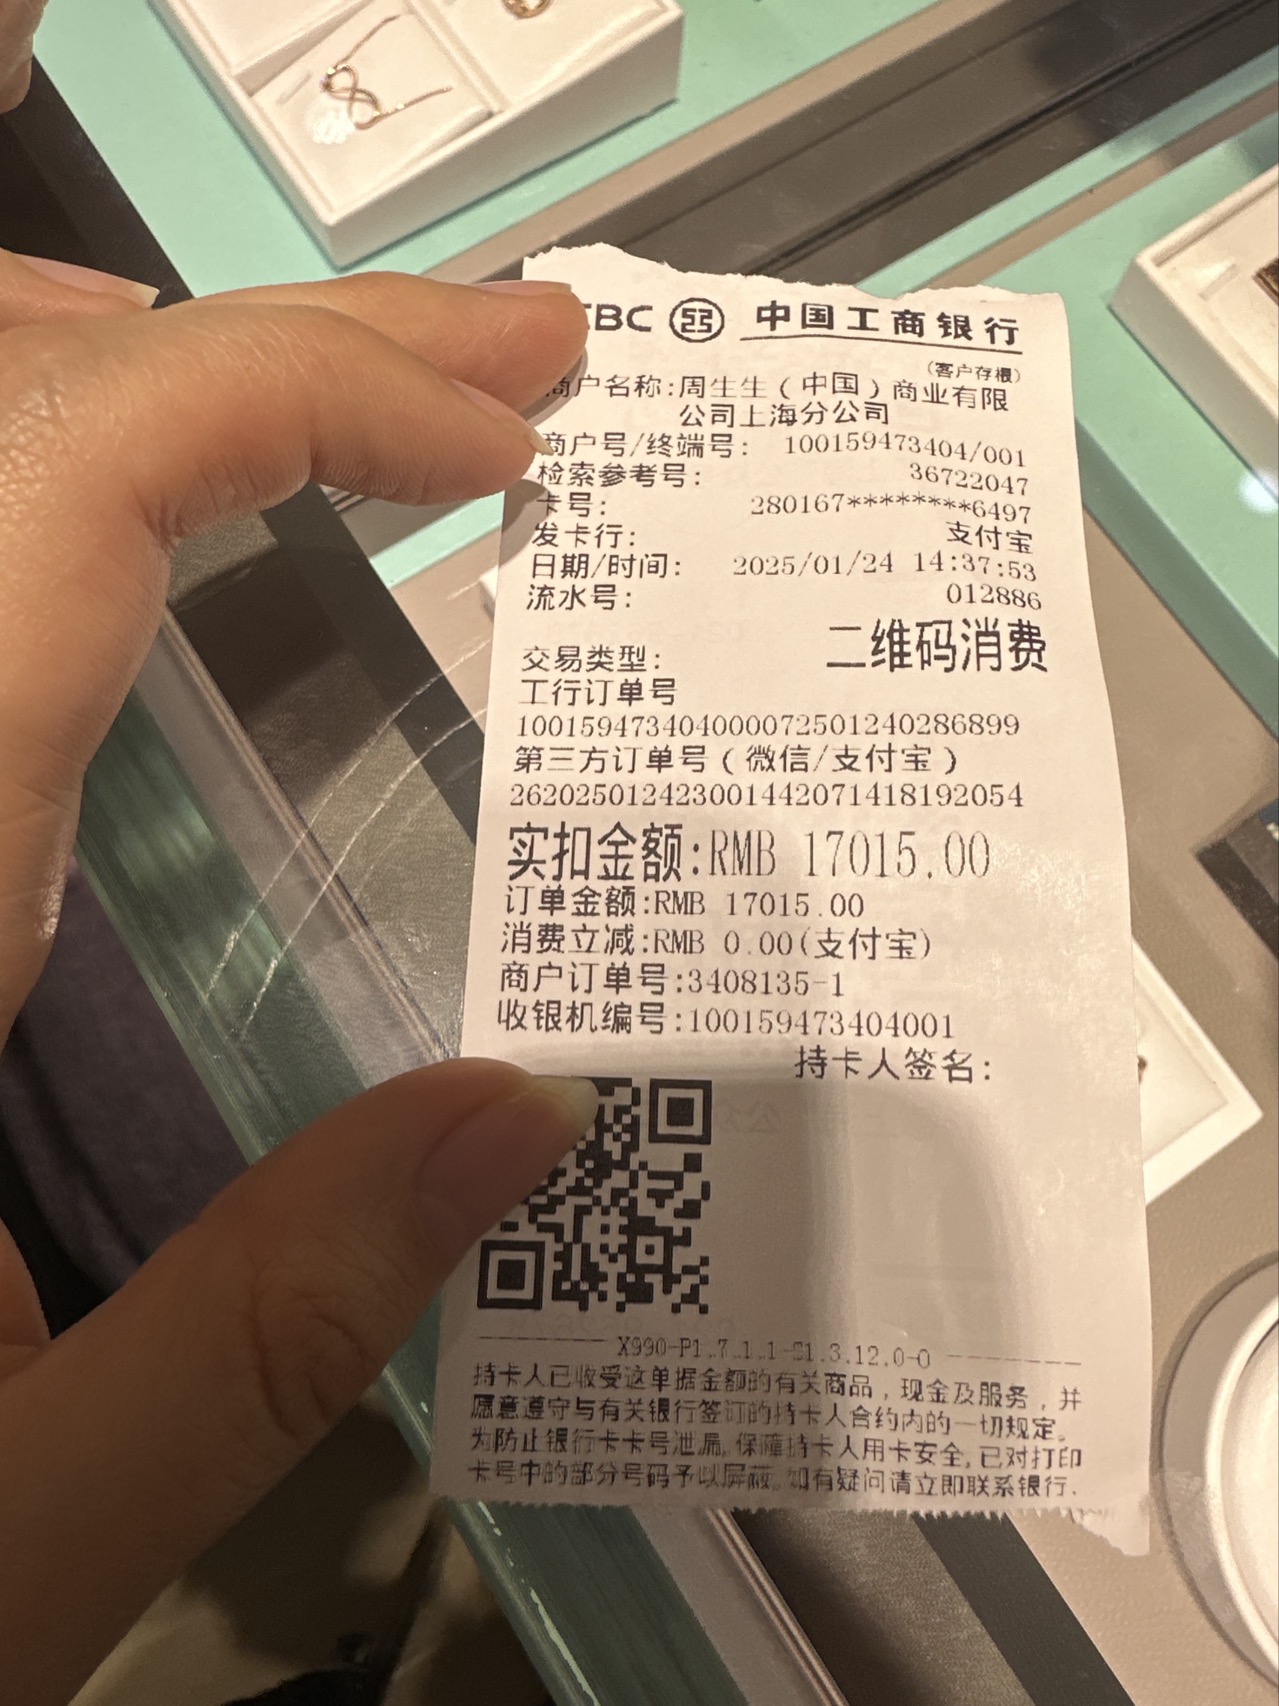 CBC 中国工商银行
(客户存根)
商户名称:周生生(中国)商业有限
公司上海分公司
商户号/终端号: 100159473404/001
检索参考号: 36722047
卡号: 280167********6497
发卡行: 支付宝
日期/时间: 2025/01/24 14:37:53
流水号: 012886
交易类型: 二维码消费
工行订单号
10015947340400007250124028​6899
第三方订单号(微信/支付宝)
2620250124230014420714181​92054
实扣金额:RMB 17015.00
订单金额:RMB 17015.00
消费立减:RMB 0.00(支付宝)
商户订单号:3408135-1
收银机编号:100159473404001
持卡人签名:
X990-P1.7.1.1-S1.3.12.0-0
持卡人已收受这单据金额的有关商品,现金及服务,并
愿意遵守与有关银行签订的持卡人合约内的一切规定。
为防止银行卡卡号泄漏,保障持卡人用卡安全,已对打印
卡号中的部分号码予以屏蔽。如有疑问请立即联系银行.